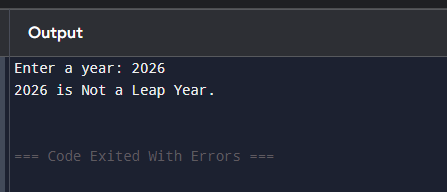 Output
Enter a year: 2026
2026 is Not a Leap Year.
=== Code Exited With Errors ===